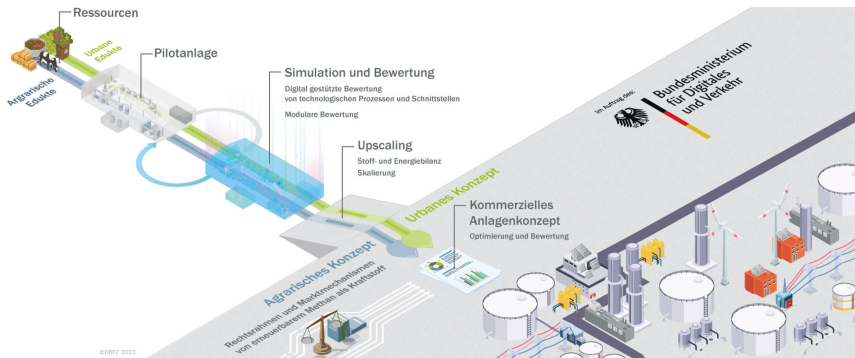 Ressourcen
Urbane
Edukte
Argrarische
Edukte
Pilotanlage
Simulation und Bewertung
Digital gestützte Bewertung
von technologischen Prozessen und Schnittstellen
Modulare Bewertung
Upscaling
Stoff- und Energiebilanz
Skalierung
Urbanes Konzept
Agrarisches Konzept
Rechtsrahmen und Marktmechanismen
von erneuerbarem Methan als Kraftstoff
Kommerzielles
Anlagenkonzept
Optimierung und Bewertung
Im Auftrag des:
Bundesministerium
für Digitales
und Verkehr
©DBFZ 2023